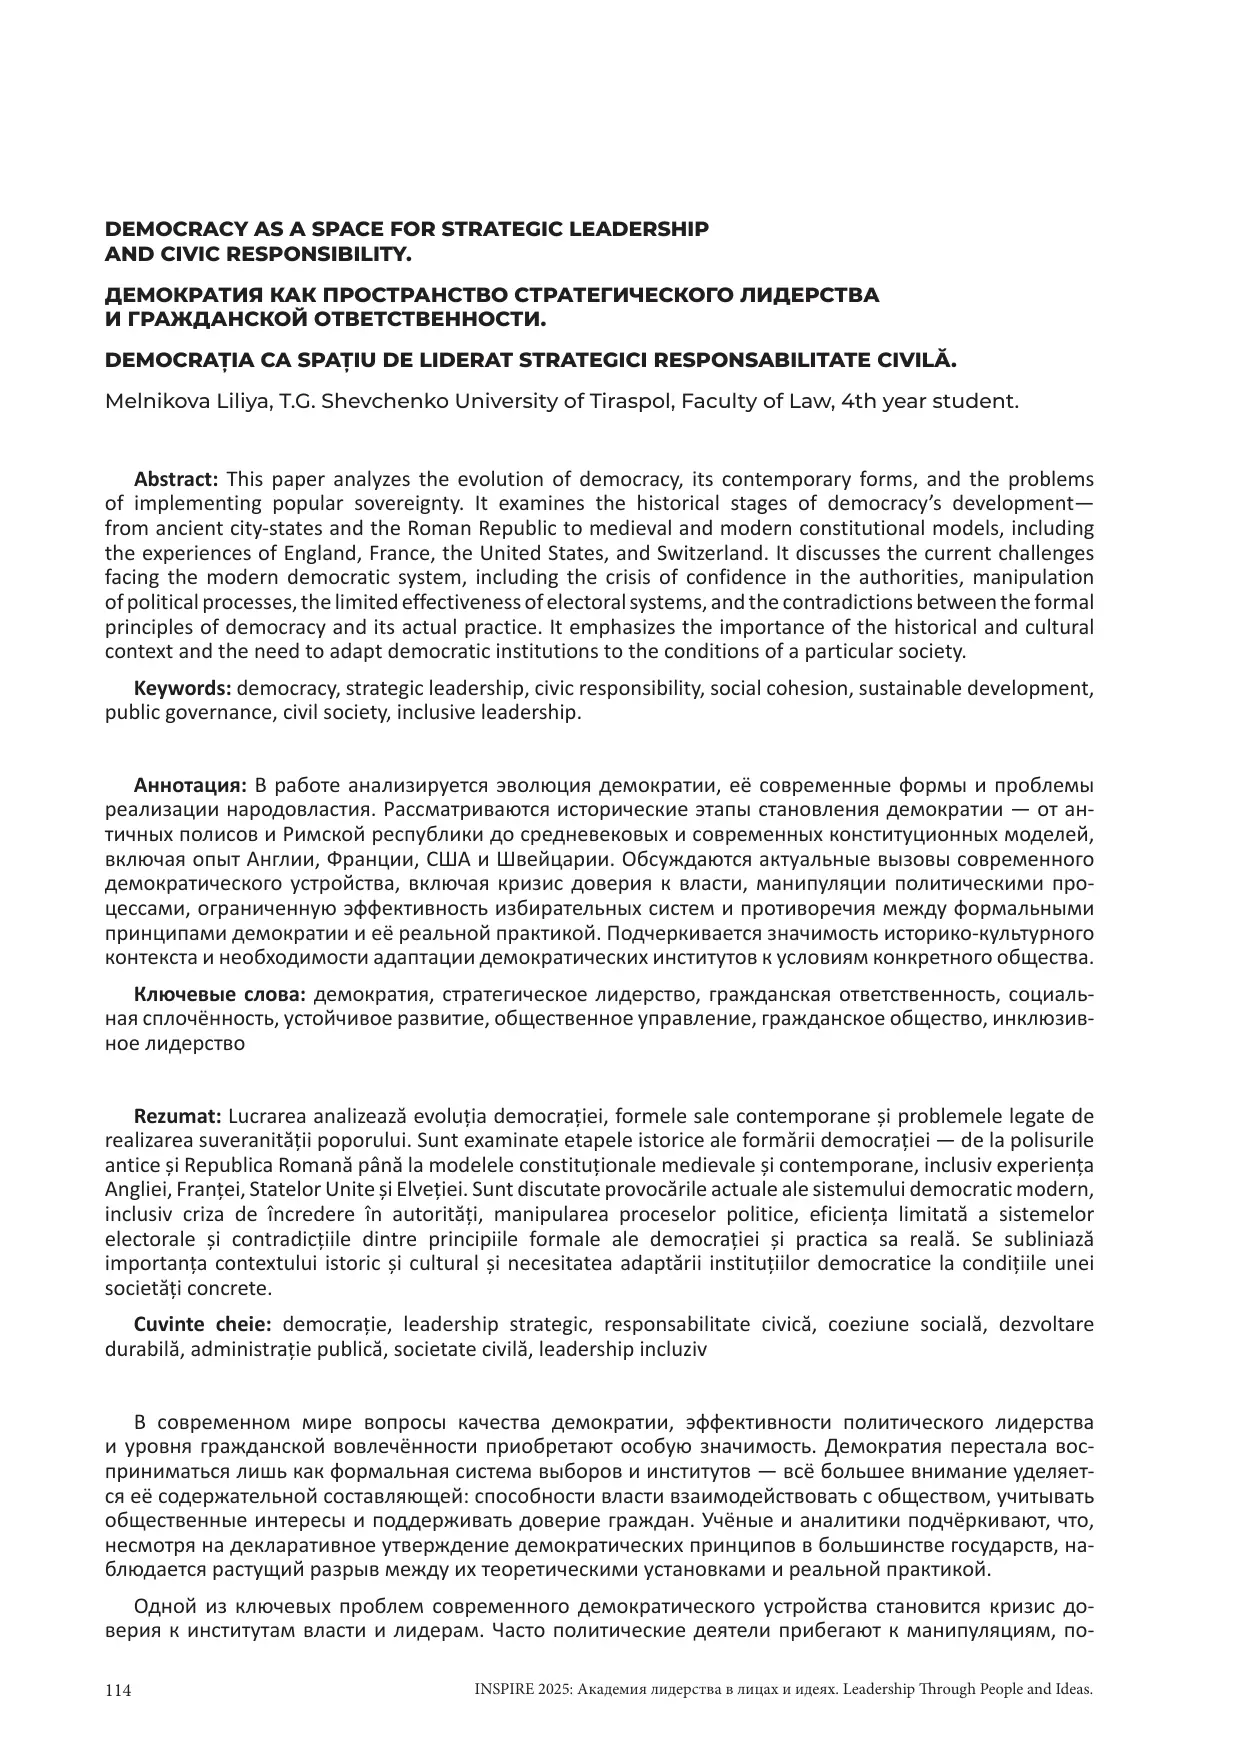 DEMOCRACY AS A SPACE FOR STRATEGIC LEADERSHIP
AND CIVIC RESPONSIBILITY.
ДЕМОКРАТИЯ КАК ПРОСТРАНСТВО СТРАТЕГИЧЕСКОГО ЛИДЕРСТВА
И ГРАЖДАНСКОЙ ОТВЕТСТВЕННОСТИ.
DEMOCRAȚIA CA SPAȚIU DE LIDERAT STRATEGICI RESPONSABILITATE CIVILĂ.
Melnikova Liliya, T.G. Shevchenko University of Tiraspol, Faculty of Law, 4th year student.
Abstract: This paper analyzes the evolution of democracy, its contemporary forms, and the problems
of implementing popular sovereignty. It examines the historical stages of democracy’s development—
from ancient city-states and the Roman Republic to medieval and modern constitutional models, including
the experiences of England, France, the United States, and Switzerland. It discusses the current challenges
facing the modern democratic system, including the crisis of confidence in the authorities, manipulation
of political processes, the limited effectiveness of electoral systems, and the contradictions between the formal
principles of democracy and its actual practice. It emphasizes the importance of the historical and cultural
context and the need to adapt democratic institutions to the conditions of a particular society.
Keywords: democracy, strategic leadership, civic responsibility, social cohesion, sustainable development,
public governance, civil society, inclusive leadership.
Аннотация: В работе анализируется эволюция демократии, её современные формы и проблемы
реализации народовластия. Рассматриваются исторические этапы становления демократии — от ан-
тичных полисов и Римской республики до средневековых и современных конституционных моделей,
включая опыт Англии, Франции, США и Швейцарии. Обсуждаются актуальные вызовы современного
демократического устройства, включая кризис доверия к власти, манипуляции политическими про-
цессами, ограниченную эффективность избирательных систем и противоречия между формальными
принципами демократии и её реальной практикой. Подчеркивается значимость историко-культурного
контекста и необходимости адаптации демократических институтов к условиям конкретного общества.
Ключевые слова: демократия, стратегическое лидерство, гражданская ответственность, социаль-
ная сплочённость, устойчивое развитие, общественное управление, гражданское общество, инклюзив-
ное лидерство
Rezumat: Lucrarea analizează evoluția democrației, formele sale contemporane și problemele legate de
realizarea suveranității poporului. Sunt examinate etapele istorice ale formării democrației — de la polisurile
antice și Republica Romană până la modelele constituționale medievale și contemporane, inclusiv experiența
Angliei, Franței, Statelor Unite și Elveției. Sunt discutate provocările actuale ale sistemului democratic modern,
inclusiv criza de încredere în autorități, manipularea proceselor politice, eficiența limitată a sistemelor
electorale și contradicțiile dintre principiile formale ale democrației și practica sa reală. Se subliniază
importanța contextului istoric și cultural și necesitatea adaptării instituțiilor democratice la condițiile unei
societăți concrete.
Cuvinte cheie: democrație, leadership strategic, responsabilitate civică, coeziune socială, dezvoltare
durabilă, administrație publică, societate civilă, leadership incluziv
В современном мире вопросы качества демократии, эффективности политического лидерства
и уровня гражданской вовлечённости приобретают особую значимость. Демократия перестала вос-
приниматься лишь как формальная система выборов и институтов — всё большее внимание уделяет-
ся её содержательной составляющей: способности власти взаимодействовать с обществом, учитывать
общественные интересы и поддерживать доверие граждан. Учёные и аналитики подчёркивают, что,
несмотря на декларативное утверждение демократических принципов в большинстве государств, на-
блюдается растущий разрыв между их теоретическими установками и реальной практикой.
Одной из ключевых проблем современного демократического устройства становится кризис до-
верия к институтам власти и лидерам. Часто политические деятели прибегают к манипуляциям, по-
114
INSPIRE 2025: Академия лидерства в лицах и идеях. Leadership Through People and Ideas.